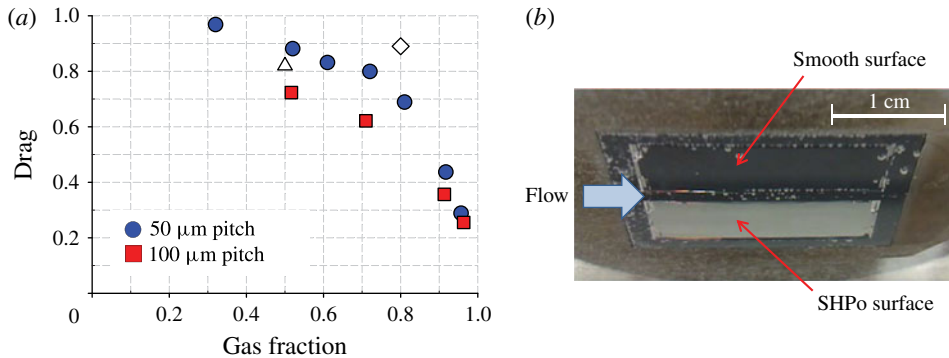 (a)
1.0
0.8
0.6
0.4
0.2
0
0.2
0.4
0.6
0.8
1.0
Drag
Gas fraction
50 μm pitch
100 μm pitch
(b)
Smooth surface
1 cm
Flow
SHPo surface